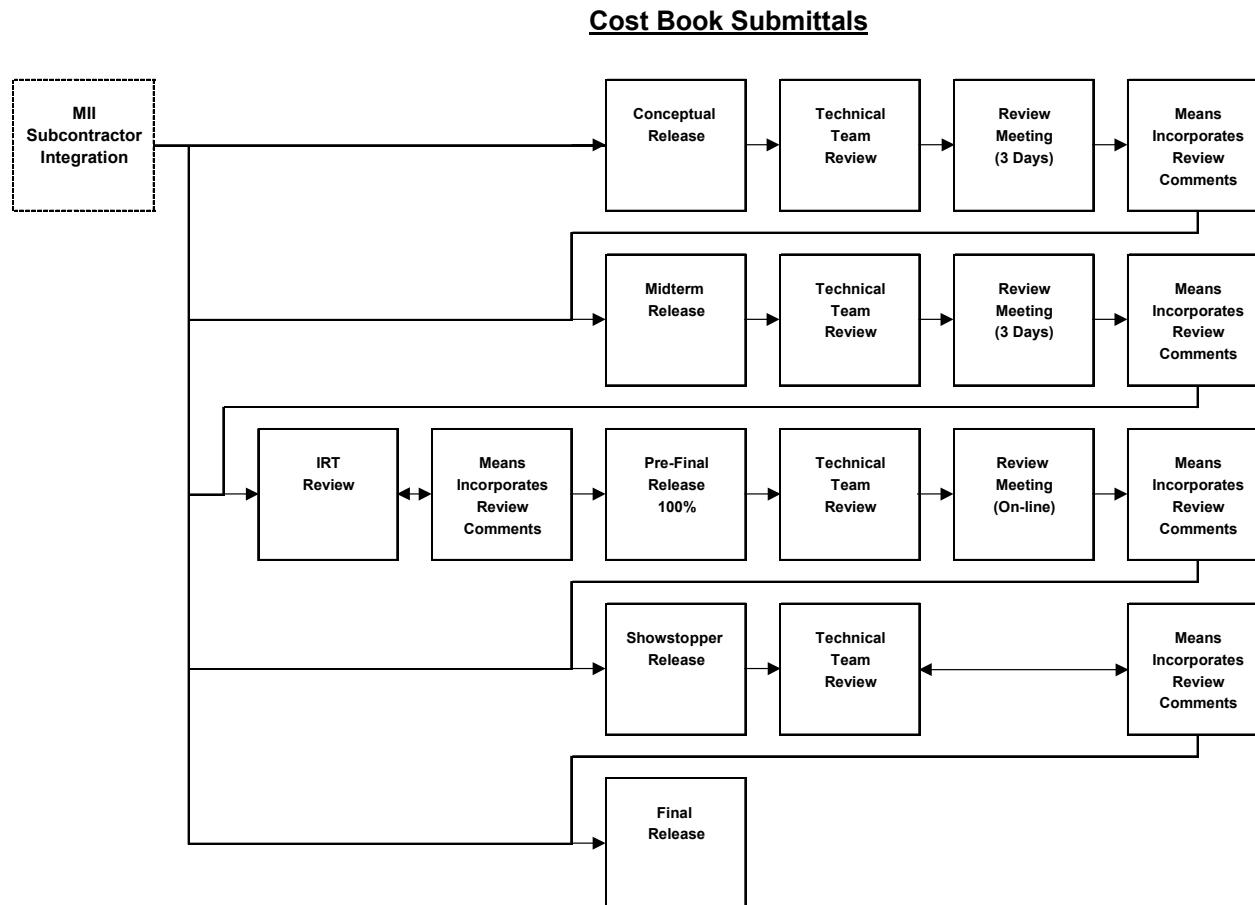 Cost Book Submittals
MII
Subcontractor
Integration
Conceptual
Release
Technical
Team
Review
Review
Meeting
(3 Days)
Means
Incorporates
Review
Comments
Midterm
Release
Technical
Team
Review
Review
Meeting
(3 Days)
Means
Incorporates
Review
Comments
IRT
Review
Means
Incorporates
Review
Comments
Pre-Final
Release
100%
Technical
Team
Review
Review
Meeting
(On-line)
Means
Incorporates
Review
Comments
Showstopper
Release
Technical
Team
Review
Means
Incorporates
Review
Comments
Final
Release